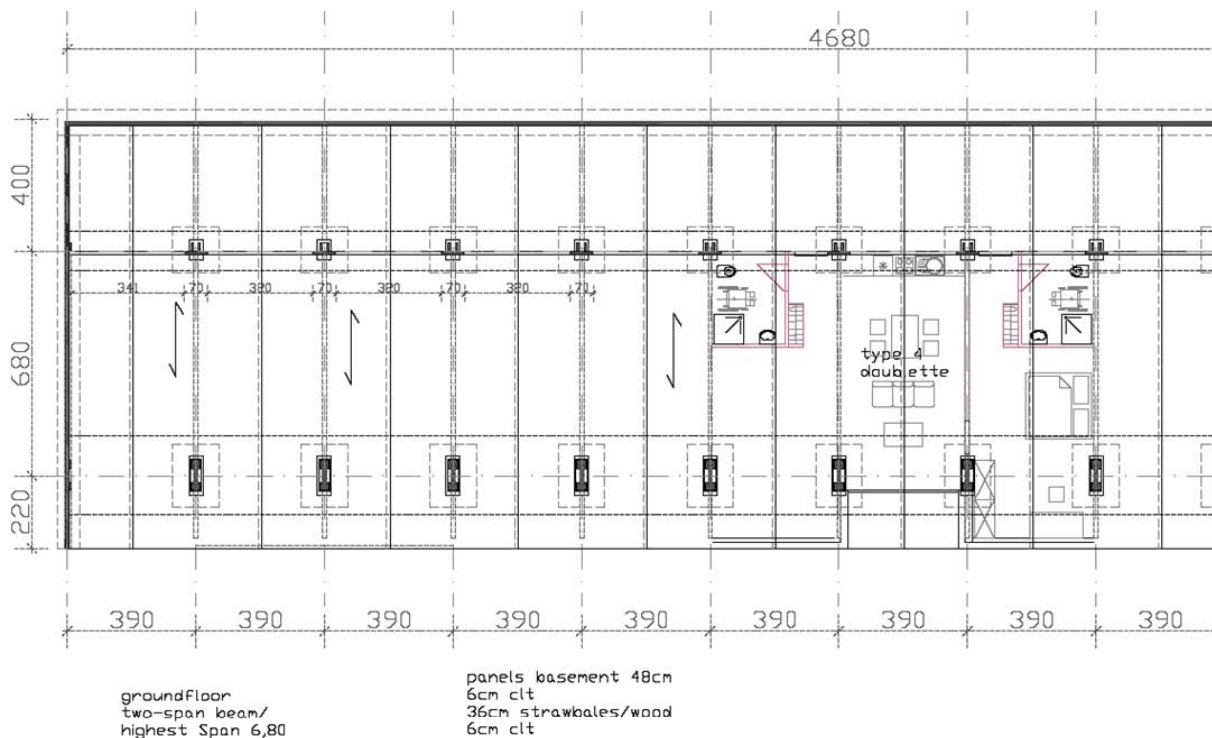 4680
400
680
220
341
70
320
70
320
70
320
70
type 4
doublette
390
390
390
390
390
390
390
390
390
groundfloor
two-span beam/
highest Span 6,80
panels basement 48cm
6cm clt
36cm strawbales/wood
6cm clt